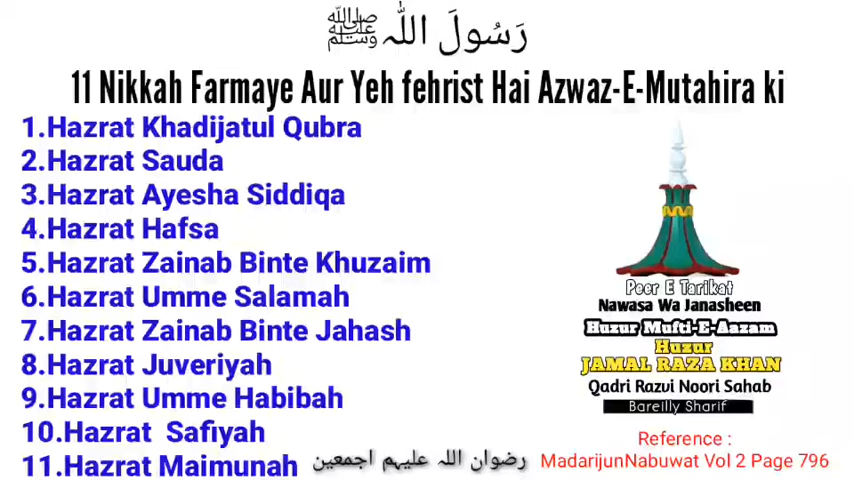 رَسُولَ اللّٰہ ﷺ
11 Nikkah Farmaye Aur Yeh fehrist Hai Azwaz-E-Mutahira ki
1.Hazrat Khadijatul Qubra
2.Hazrat Sauda
3.Hazrat Ayesha Siddiqa
4.Hazrat Hafsa
5.Hazrat Zainab Binte Khuzaim
6.Hazrat Umme Salamah
7.Hazrat Zainab Binte Jahash
8.Hazrat Juveriyah
9.Hazrat Umme Habibah
10.Hazrat Safiyah
11.Hazrat Maimunah
رضوان اللہ علیہم اجمعین
Peer E Tarikat
Nawasa Wa Janasheen
Huzur Mufti-E-Aazam
Huzur
JAMAL RAZA KHAN
Qadri Razvi Noori Sahab
Bareilly Sharif
Reference :
MadarijunNabuwat Vol 2 Page 796